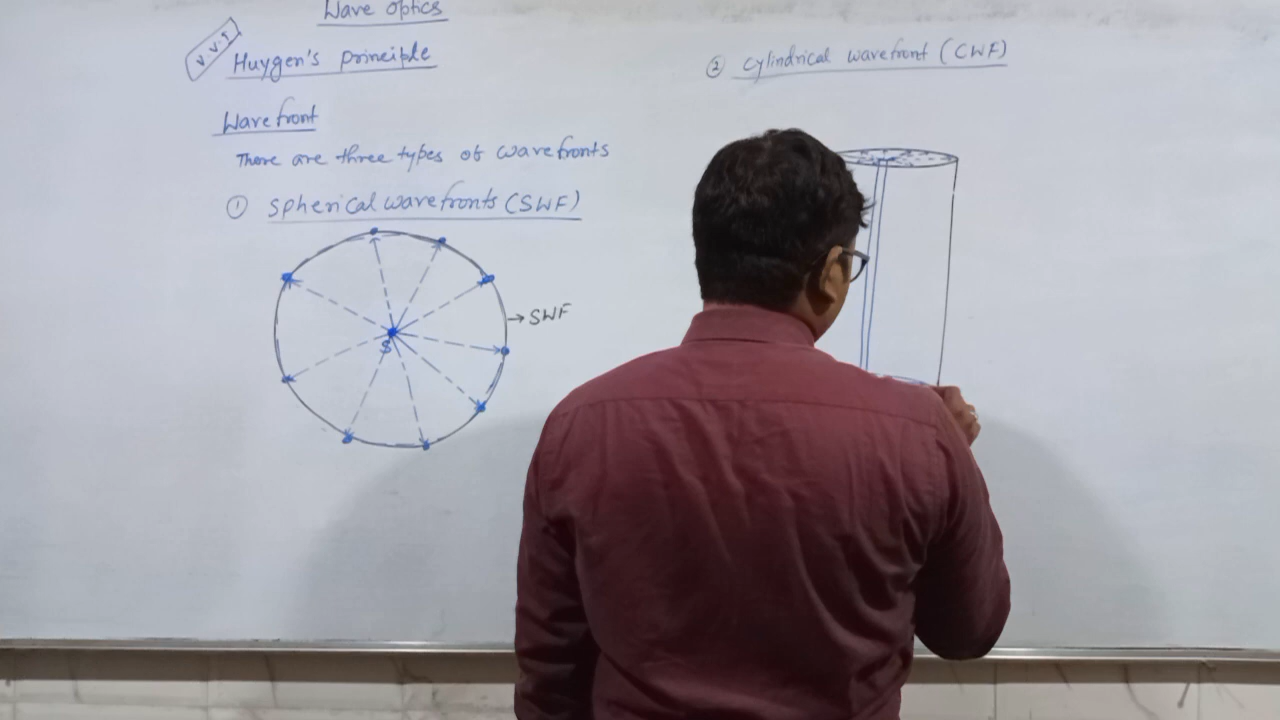 Wave optics
V.V.I
Huygen's principle
Wavefront
There are three types of wavefronts
① Spherical wavefronts (SWF)
S
→ SWF
② Cylindrical wavefront (CWF)